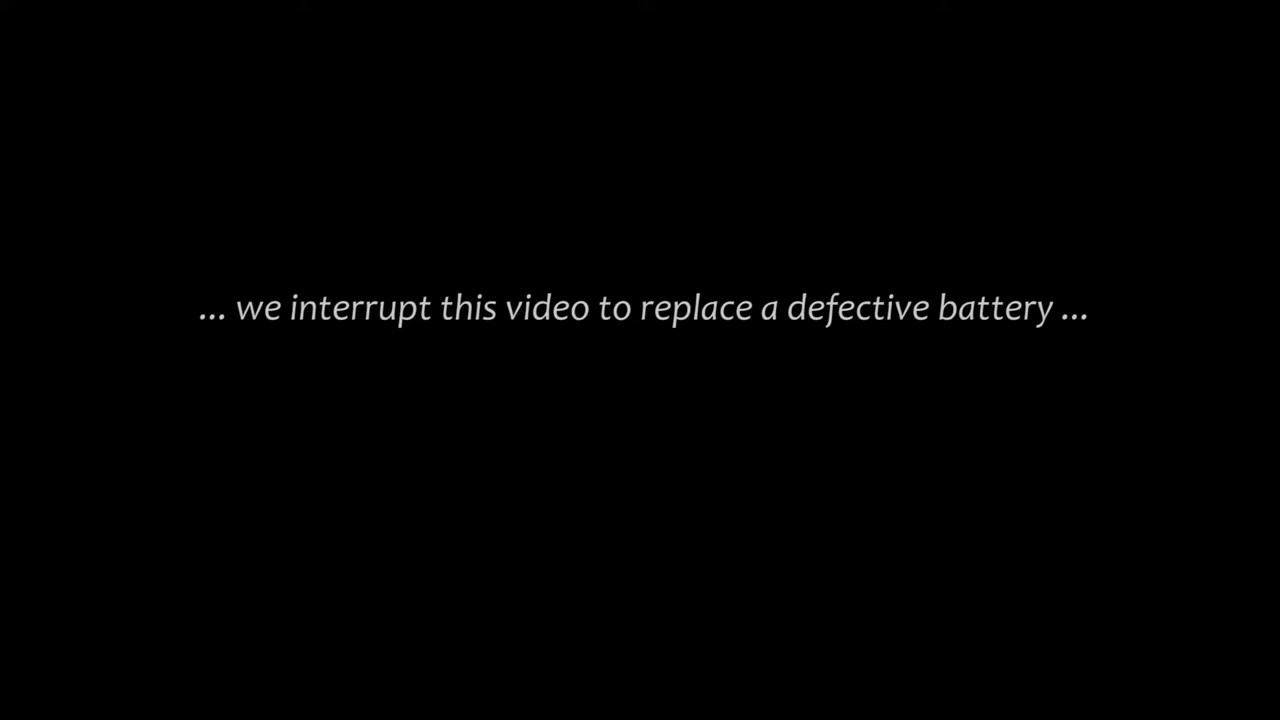 ... we interrupt this video to replace a defective battery ...